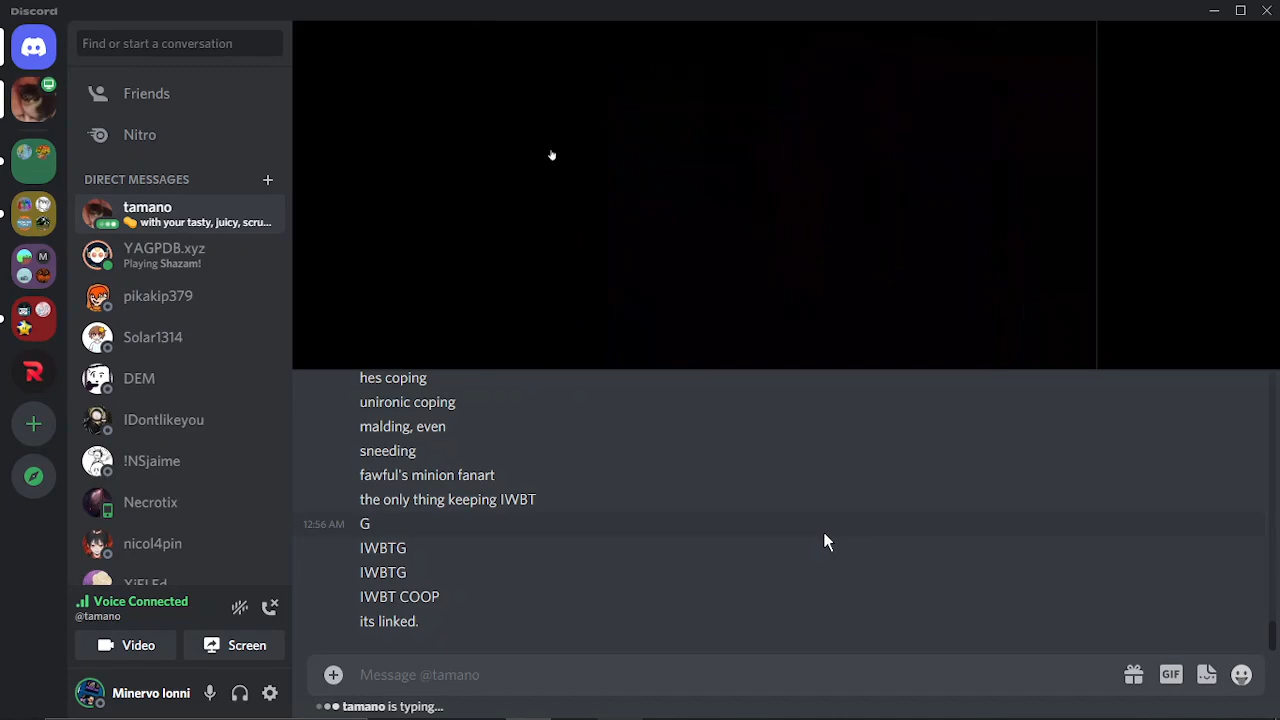 Discord
Find or start a conversation
Friends
Nitro
DIRECT MESSAGES
tamano
with your tasty, juicy, scru...
YAGPDB.xyz
Playing Shazam!
pikakip379
Solar1314
DEM
IDontlikeyou
!NSjaime
Necrotix
nicol4pin
Voice Connected
@tamano
Video
Screen
Minervo Ionni
hes coping
unironic coping
malding, even
sneeding
fawful's minion fanart
the only thing keeping IWBT
12:56 AM G
IWBTG
IWBTG
IWBT COOP
its linked.
Message @tamano
GIF
tamano is typing...